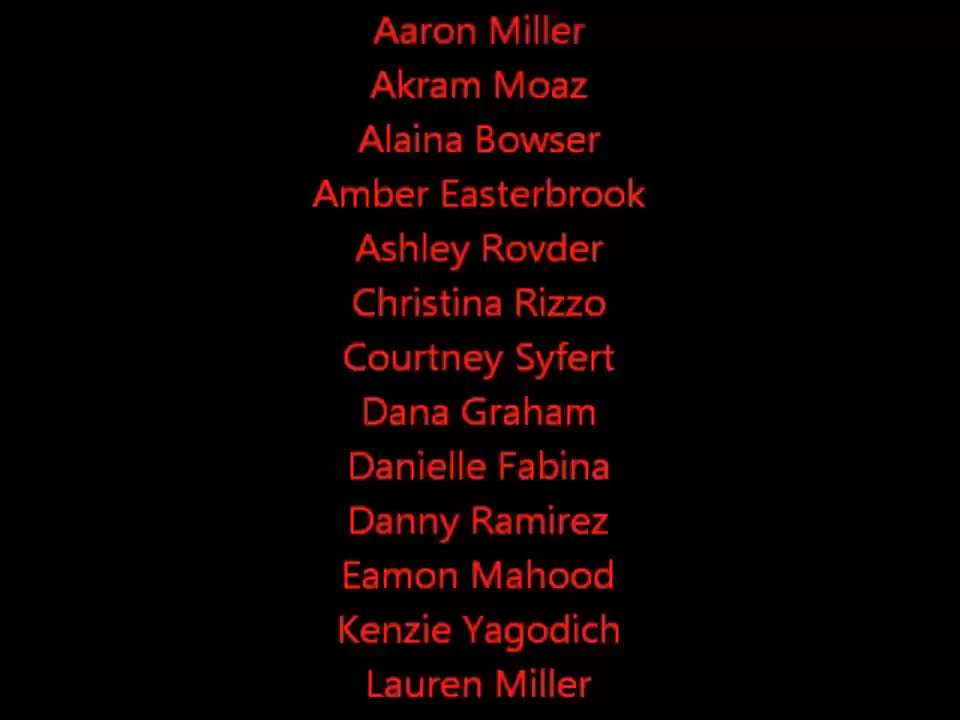 Aaron Miller
Akram Moaz
Alaina Bowser
Amber Easterbrook
Ashley Rovder
Christina Rizzo
Courtney Syfert
Dana Graham
Danielle Fabina
Danny Ramirez
Eamon Mahood
Kenzie Yagodich
Lauren Miller